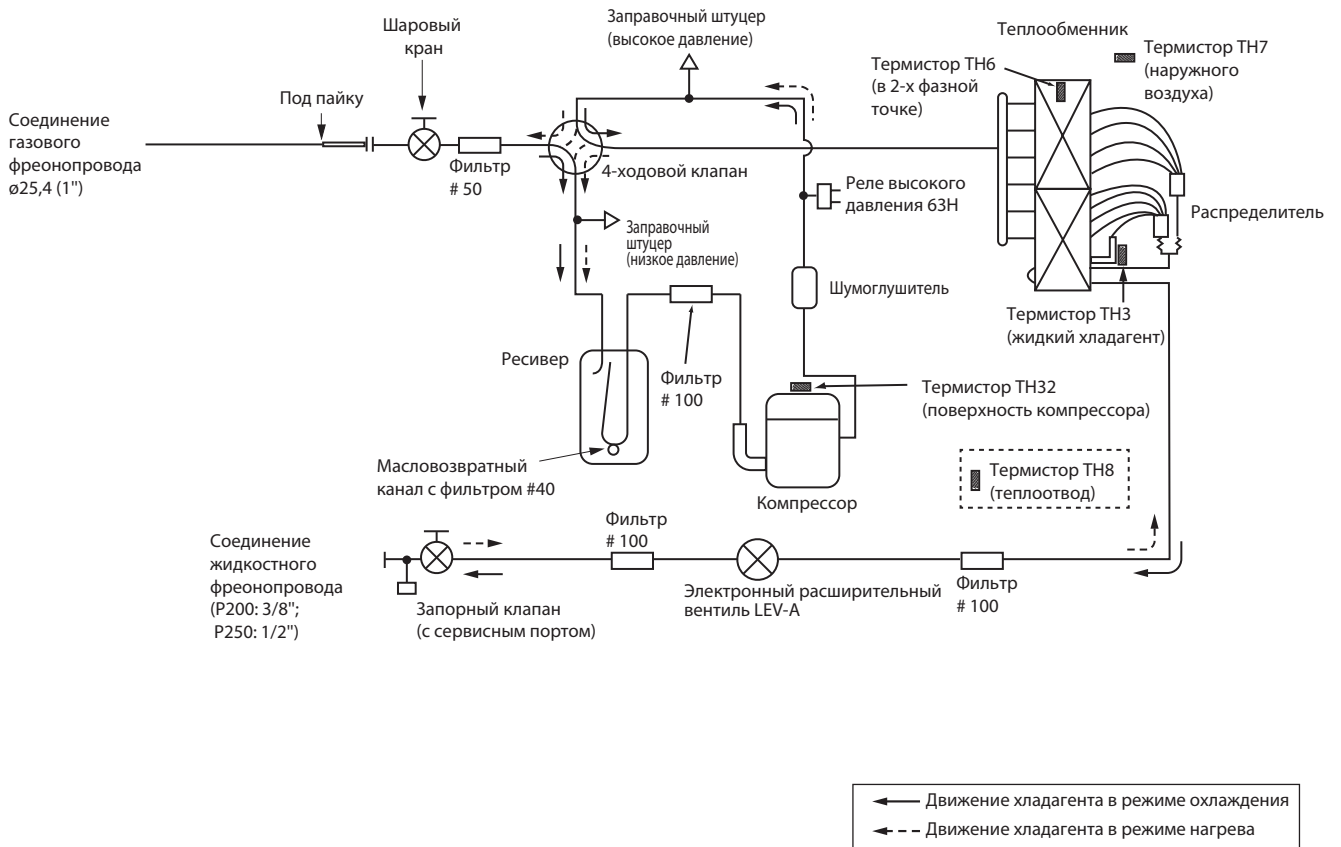 Заправочный штуцер
(высокое давление)
Шаровый
кран
Теплообменник
Термистор TH7
(наружного
воздуха)
Термистор TH6
(в 2-х фазной
точке)
Под пайку
Соединение
газового
фреонопровода
ø25,4 (1")
Фильтр
# 50
4-ходовой клапан
Реле высокого
давления 63H
Распределитель
Заправочный
штуцер
(низкое давление)
Шумоглушитель
Термистор TH3
(жидкий хладагент)
Ресивер
Фильтр
# 100
Термистор TH32
(поверхность компрессора)
Масловозвратный
канал с фильтром #40
Компрессор
Термистор TH8
(теплоотвод)
Соединение
жидкостного
фреонопровода
(P200: 3/8";
P250: 1/2")
Запорный клапан
(с сервисным портом)
Фильтр
# 100
Электронный расширительный
вентиль LEV-A
Фильтр
# 100
Движение хладагента в режиме охлаждения
Движение хладагента в режиме нагрева